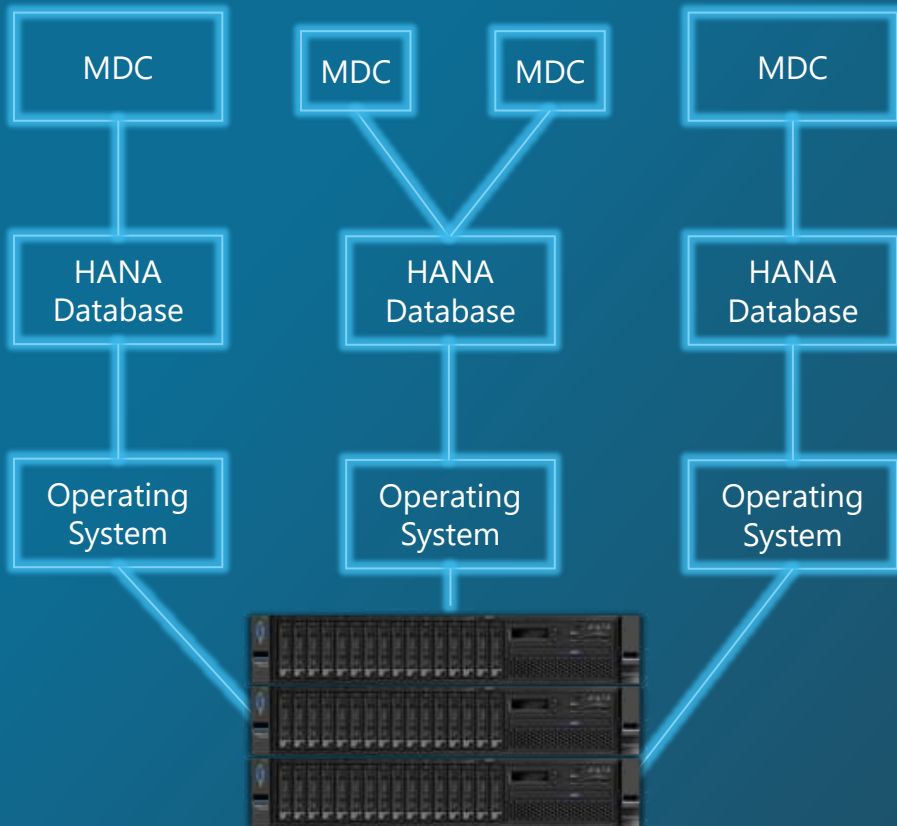 MDC
MDC
MDC
MDC
HANA
Database
HANA
Database
HANA
Database
Operating
System
Operating
System
Operating
System